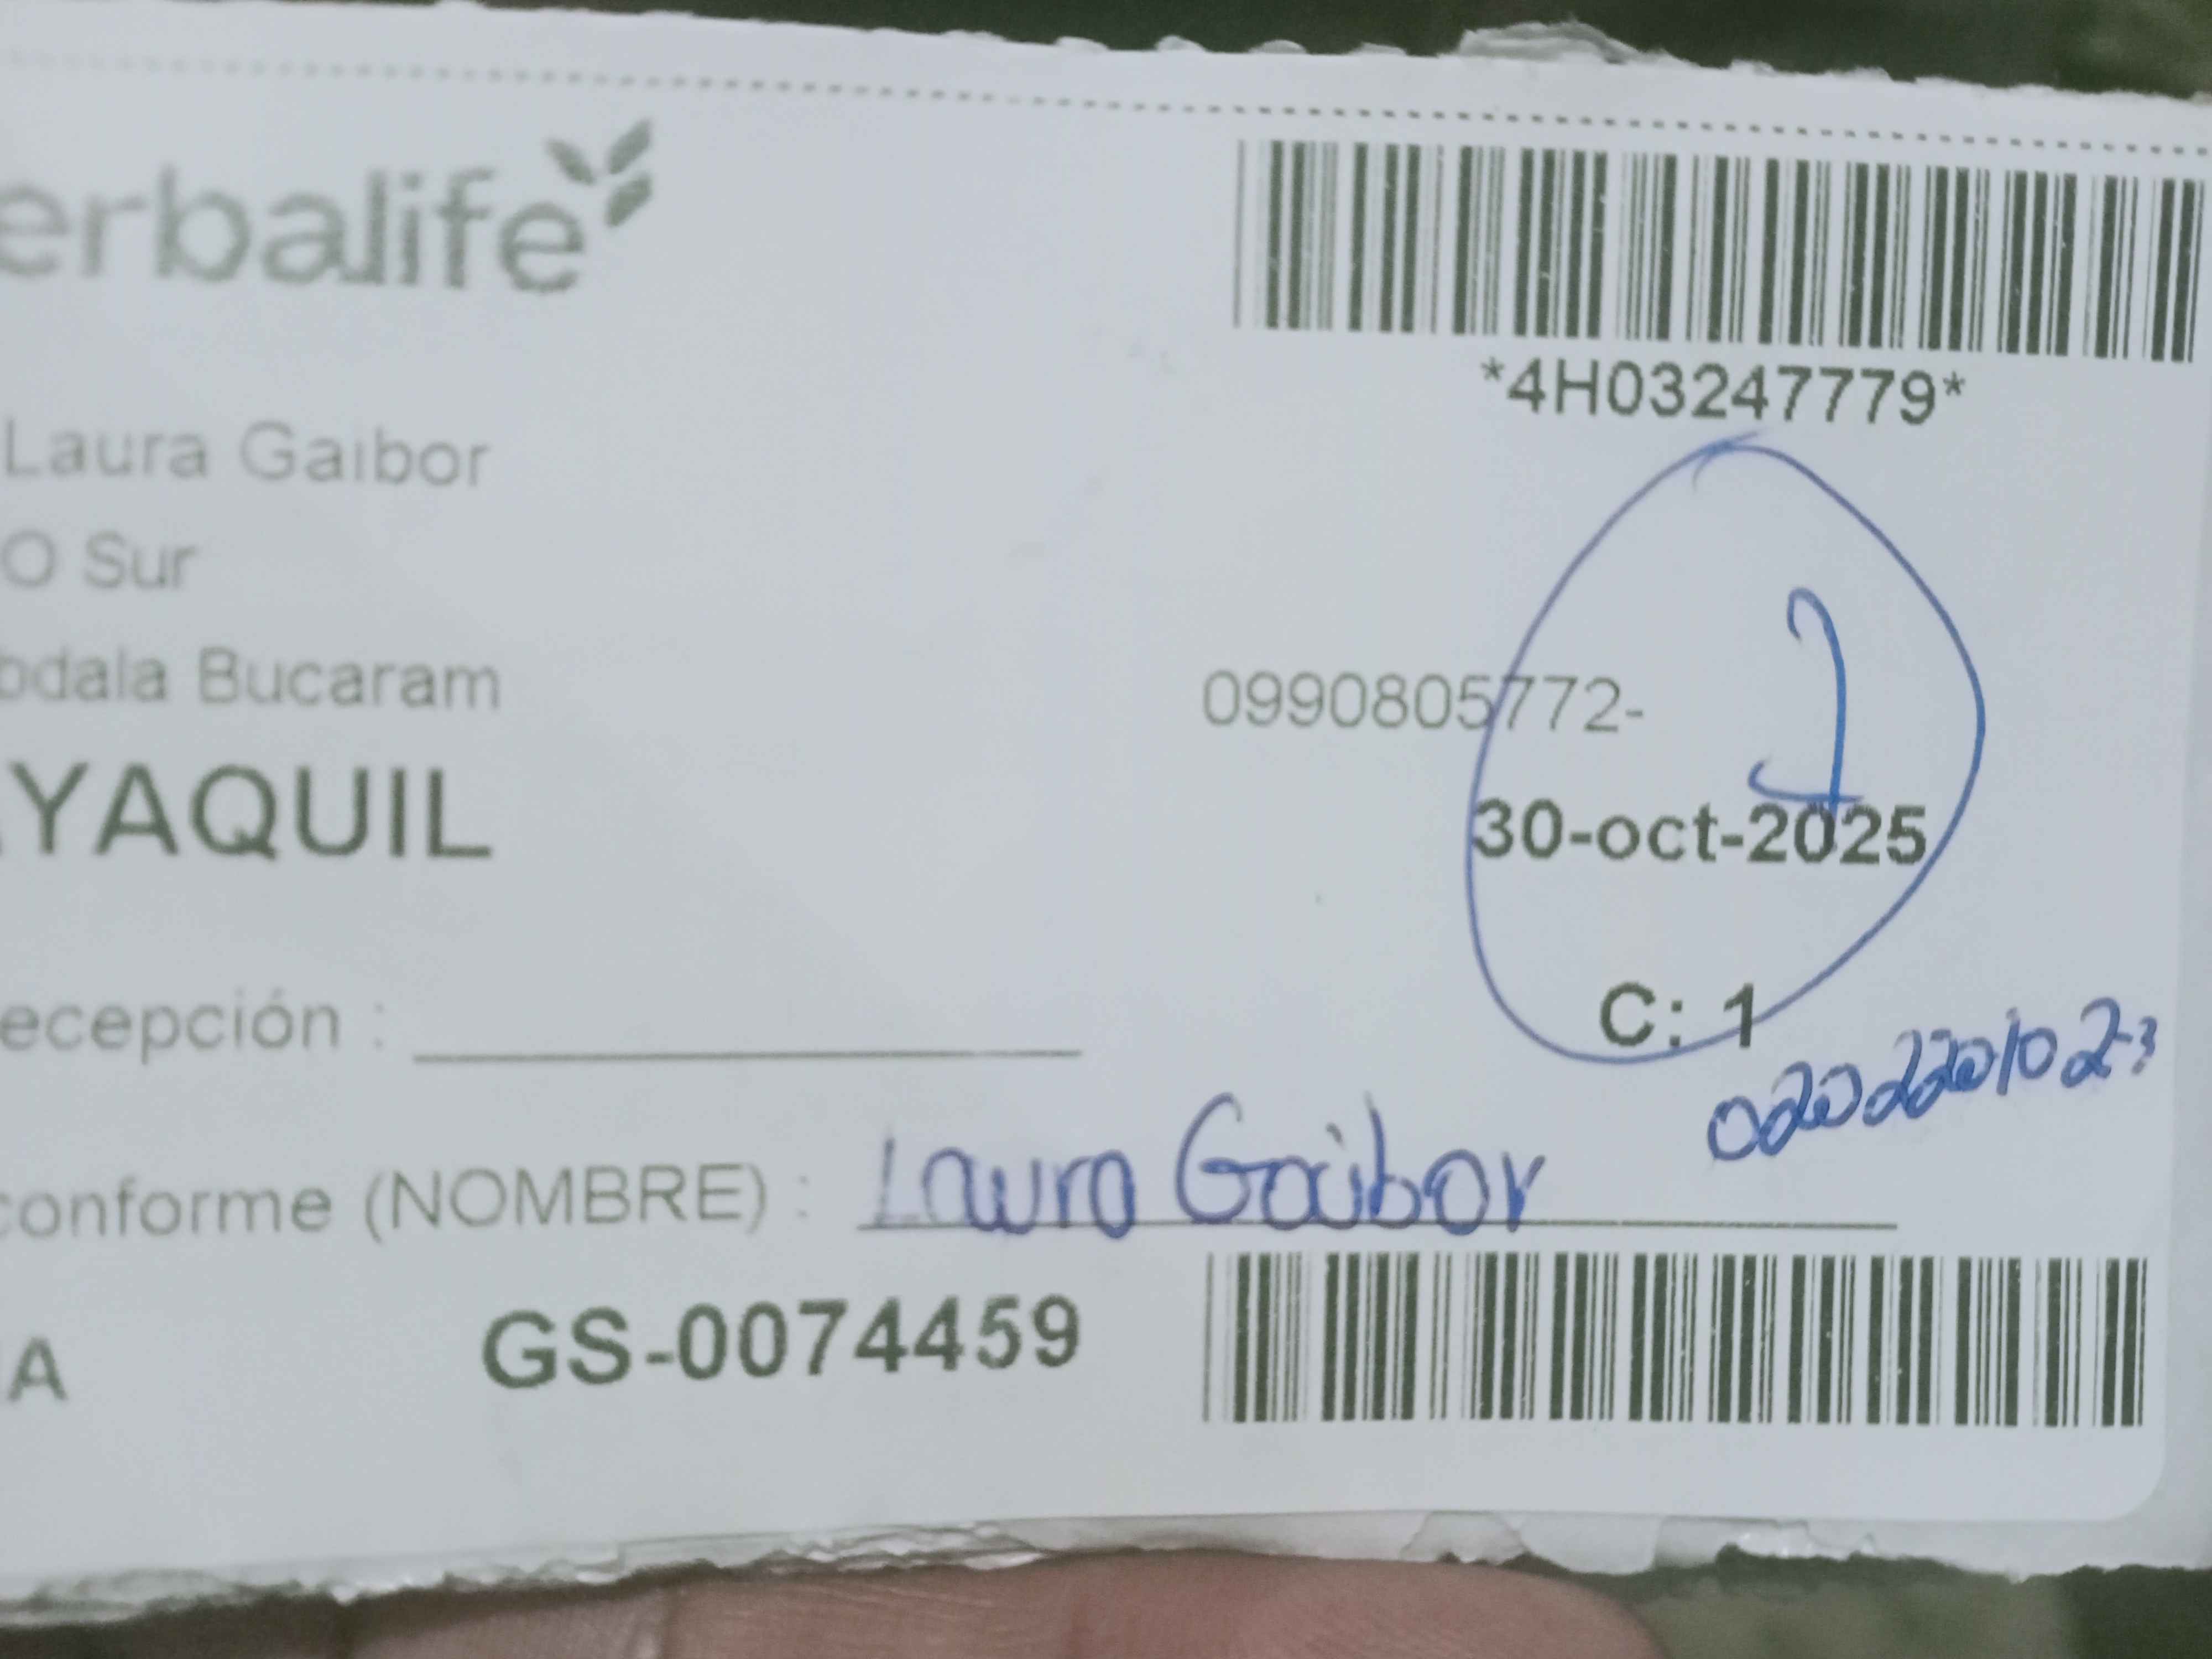 erbalife
*4H03247779*
Laura Gaibor
O Sur
bdala Bucaram
0990805772-
YAQUIL
30-oct-2025
ecepción :
C: 1
conforme (NOMBRE) : Laura Gaibor
A
GS-0074459